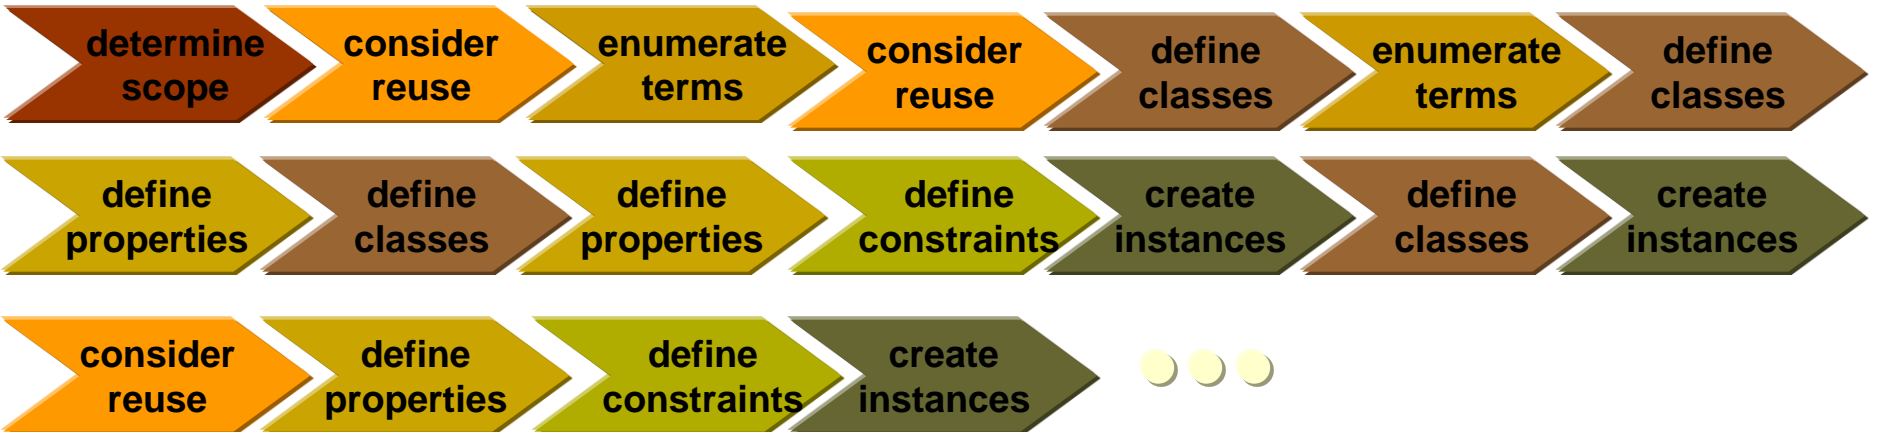 determine
scope
consider
reuse
enumerate
terms
consider
reuse
define
classes
enumerate
terms
define
classes
define
properties
define
classes
define
properties
define
constraints
create
instances
define
classes
create
instances
consider
reuse
define
properties
define
constraints
create
instances